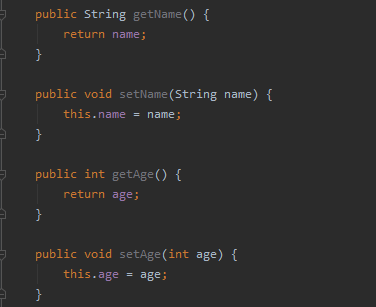 public String getName() {
return name;
}
public void setName(String name) {
this.name = name;
}
public int getAge() {
return age;
}
public void setAge(int age) {
this.age = age;
}